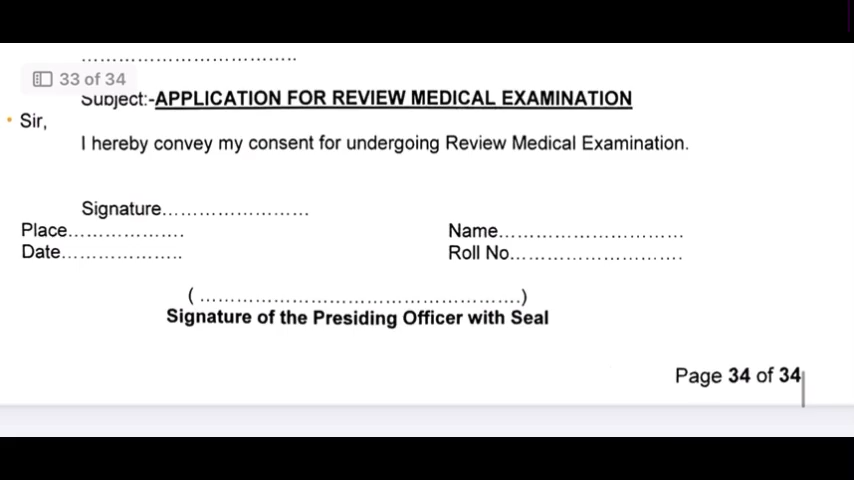 ……………………………..
33 of 34
Subject:-APPLICATION FOR REVIEW MEDICAL EXAMINATION
Sir,
I hereby convey my consent for undergoing Review Medical Examination.
Signature……………………
Place……………….
Name………………………….
Date………………..
Roll No……………………….
( …………………………………………….)
Signature of the Presiding Officer with Seal
Page 34 of 34